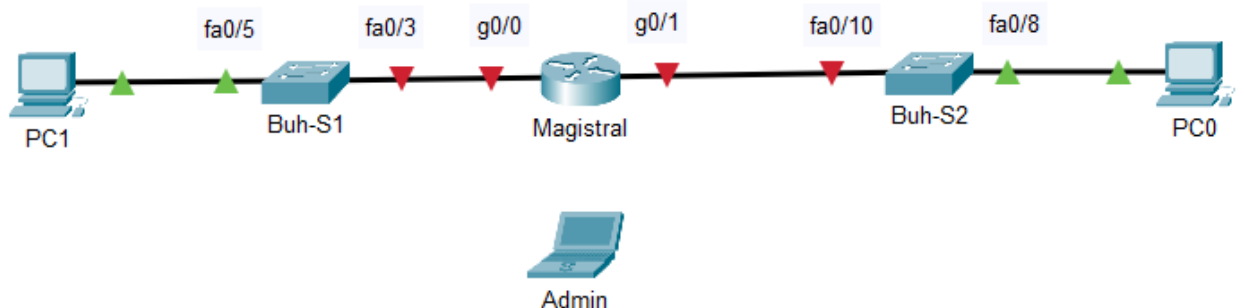 fa0/5
fa0/3
g0/0
g0/1
fa0/10
fa0/8
PC1
Buh-S1
Magistral
Buh-S2
PC0
Admin